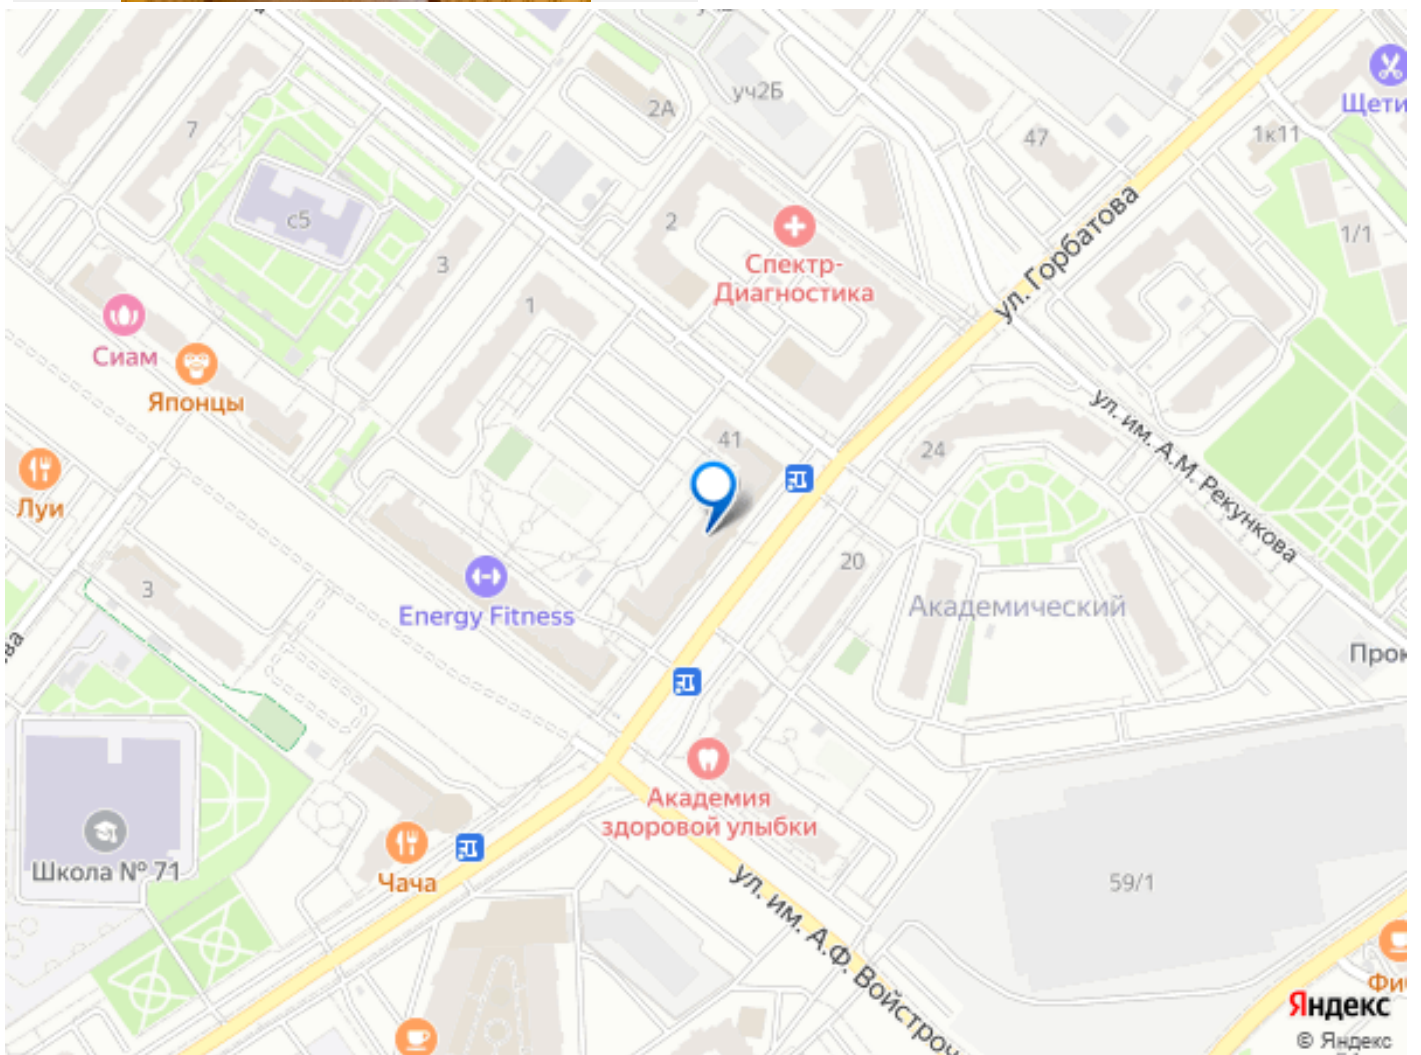 уч2Б
2А
7
47
1к11
Щети
с5
2
1/1
3
Спектр-
Диагностика
ул. Горбатова
1
Сиам
Японцы
ул. им. А.М. Рекункова
41
24
Луи
20
3
Energy Fitness
Академический
Прок
Академия
здоровой улыбки
Школа № 71
Чача
59/1
ул. им. А.Ф. Войстроч
Фи
Яндекс
© Яндекс